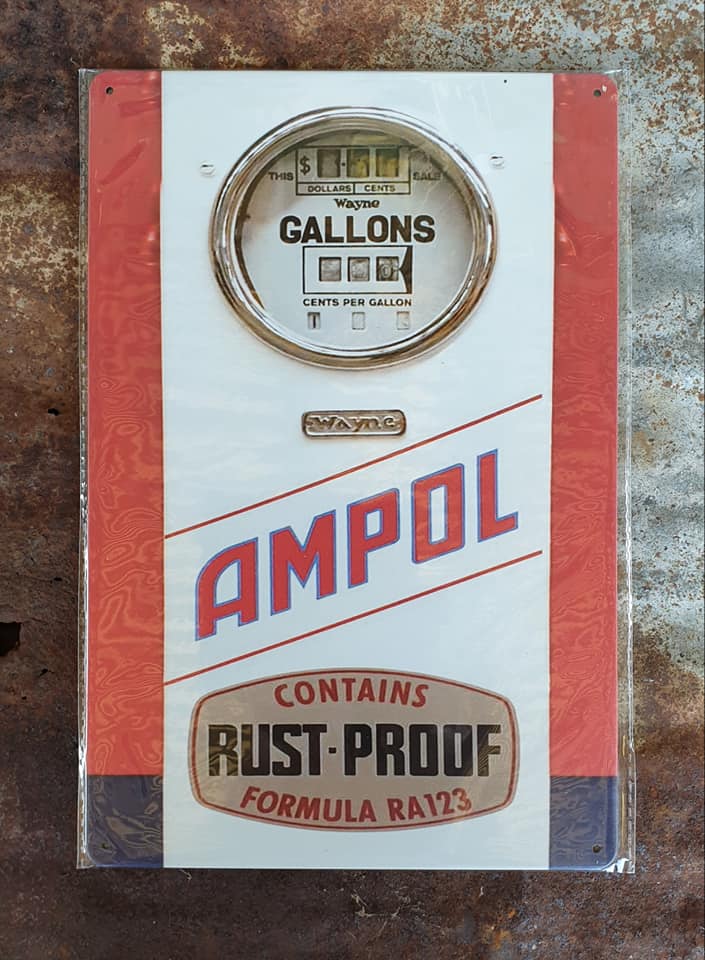 THIS $ SALE
DOLLARS CENTS
Wayne
GALLONS
CENTS PER GALLON
Wayne
AMPOL
CONTAINS
RUST-PROOF
FORMULA RA123